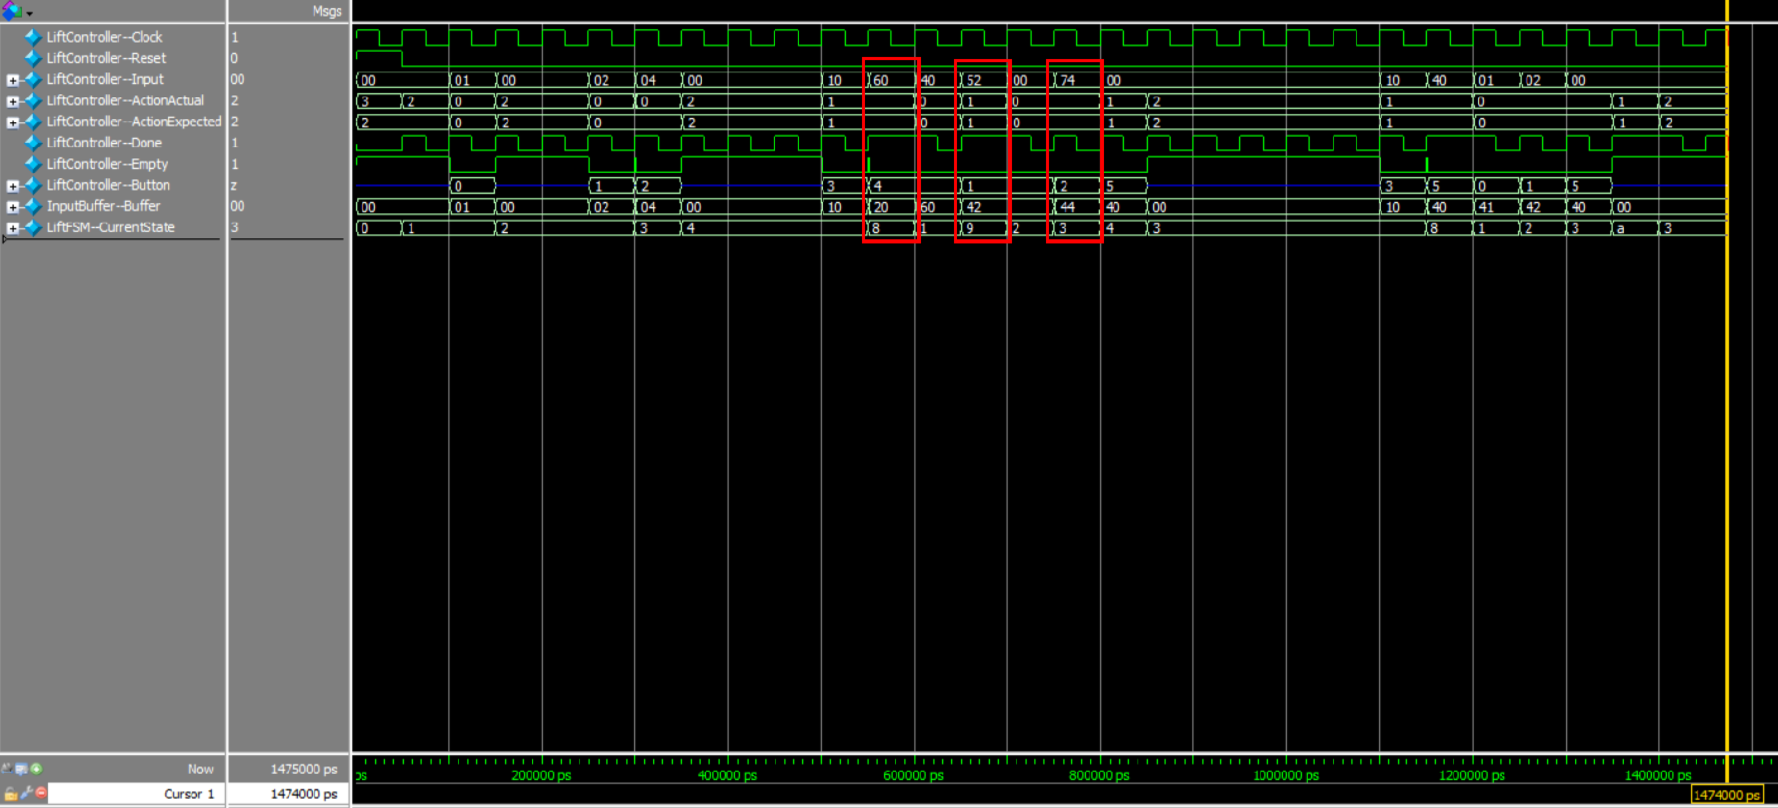 Msgs
LiftController--Clock 1
LiftController--Reset 0
LiftController--Input 00 00 01 00 02 04 00 10 60 40 52 00 74 00 10 40 01 02 00
LiftController--ActionActual 2 3 2 0 2 0 0 2 1 0 1 0 1 2 1 0 1 2
LiftController--ActionExpected 2 2 0 2 0 2 1 0 1 0 1 2 1 0 1 2
LiftController--Done 1
LiftController--Empty 1
LiftController--Button z 0 1 2 3 4 1 2 5 3 5 0 1 5
InputBuffer--Buffer 00 00 01 00 02 04 00 10 20 60 42 44 40 00 10 40 41 42 40 00
LiftFSM--CurrentState 3 0 1 2 3 4 8 1 9 2 3 4 3 8 1 2 3 a 3
Now 1475000 ps ps 200000 ps 400000 ps 600000 ps 800000 ps 1000000 ps 1200000 ps 1400000 ps
Cursor 1 1474000 ps 1474000 ps